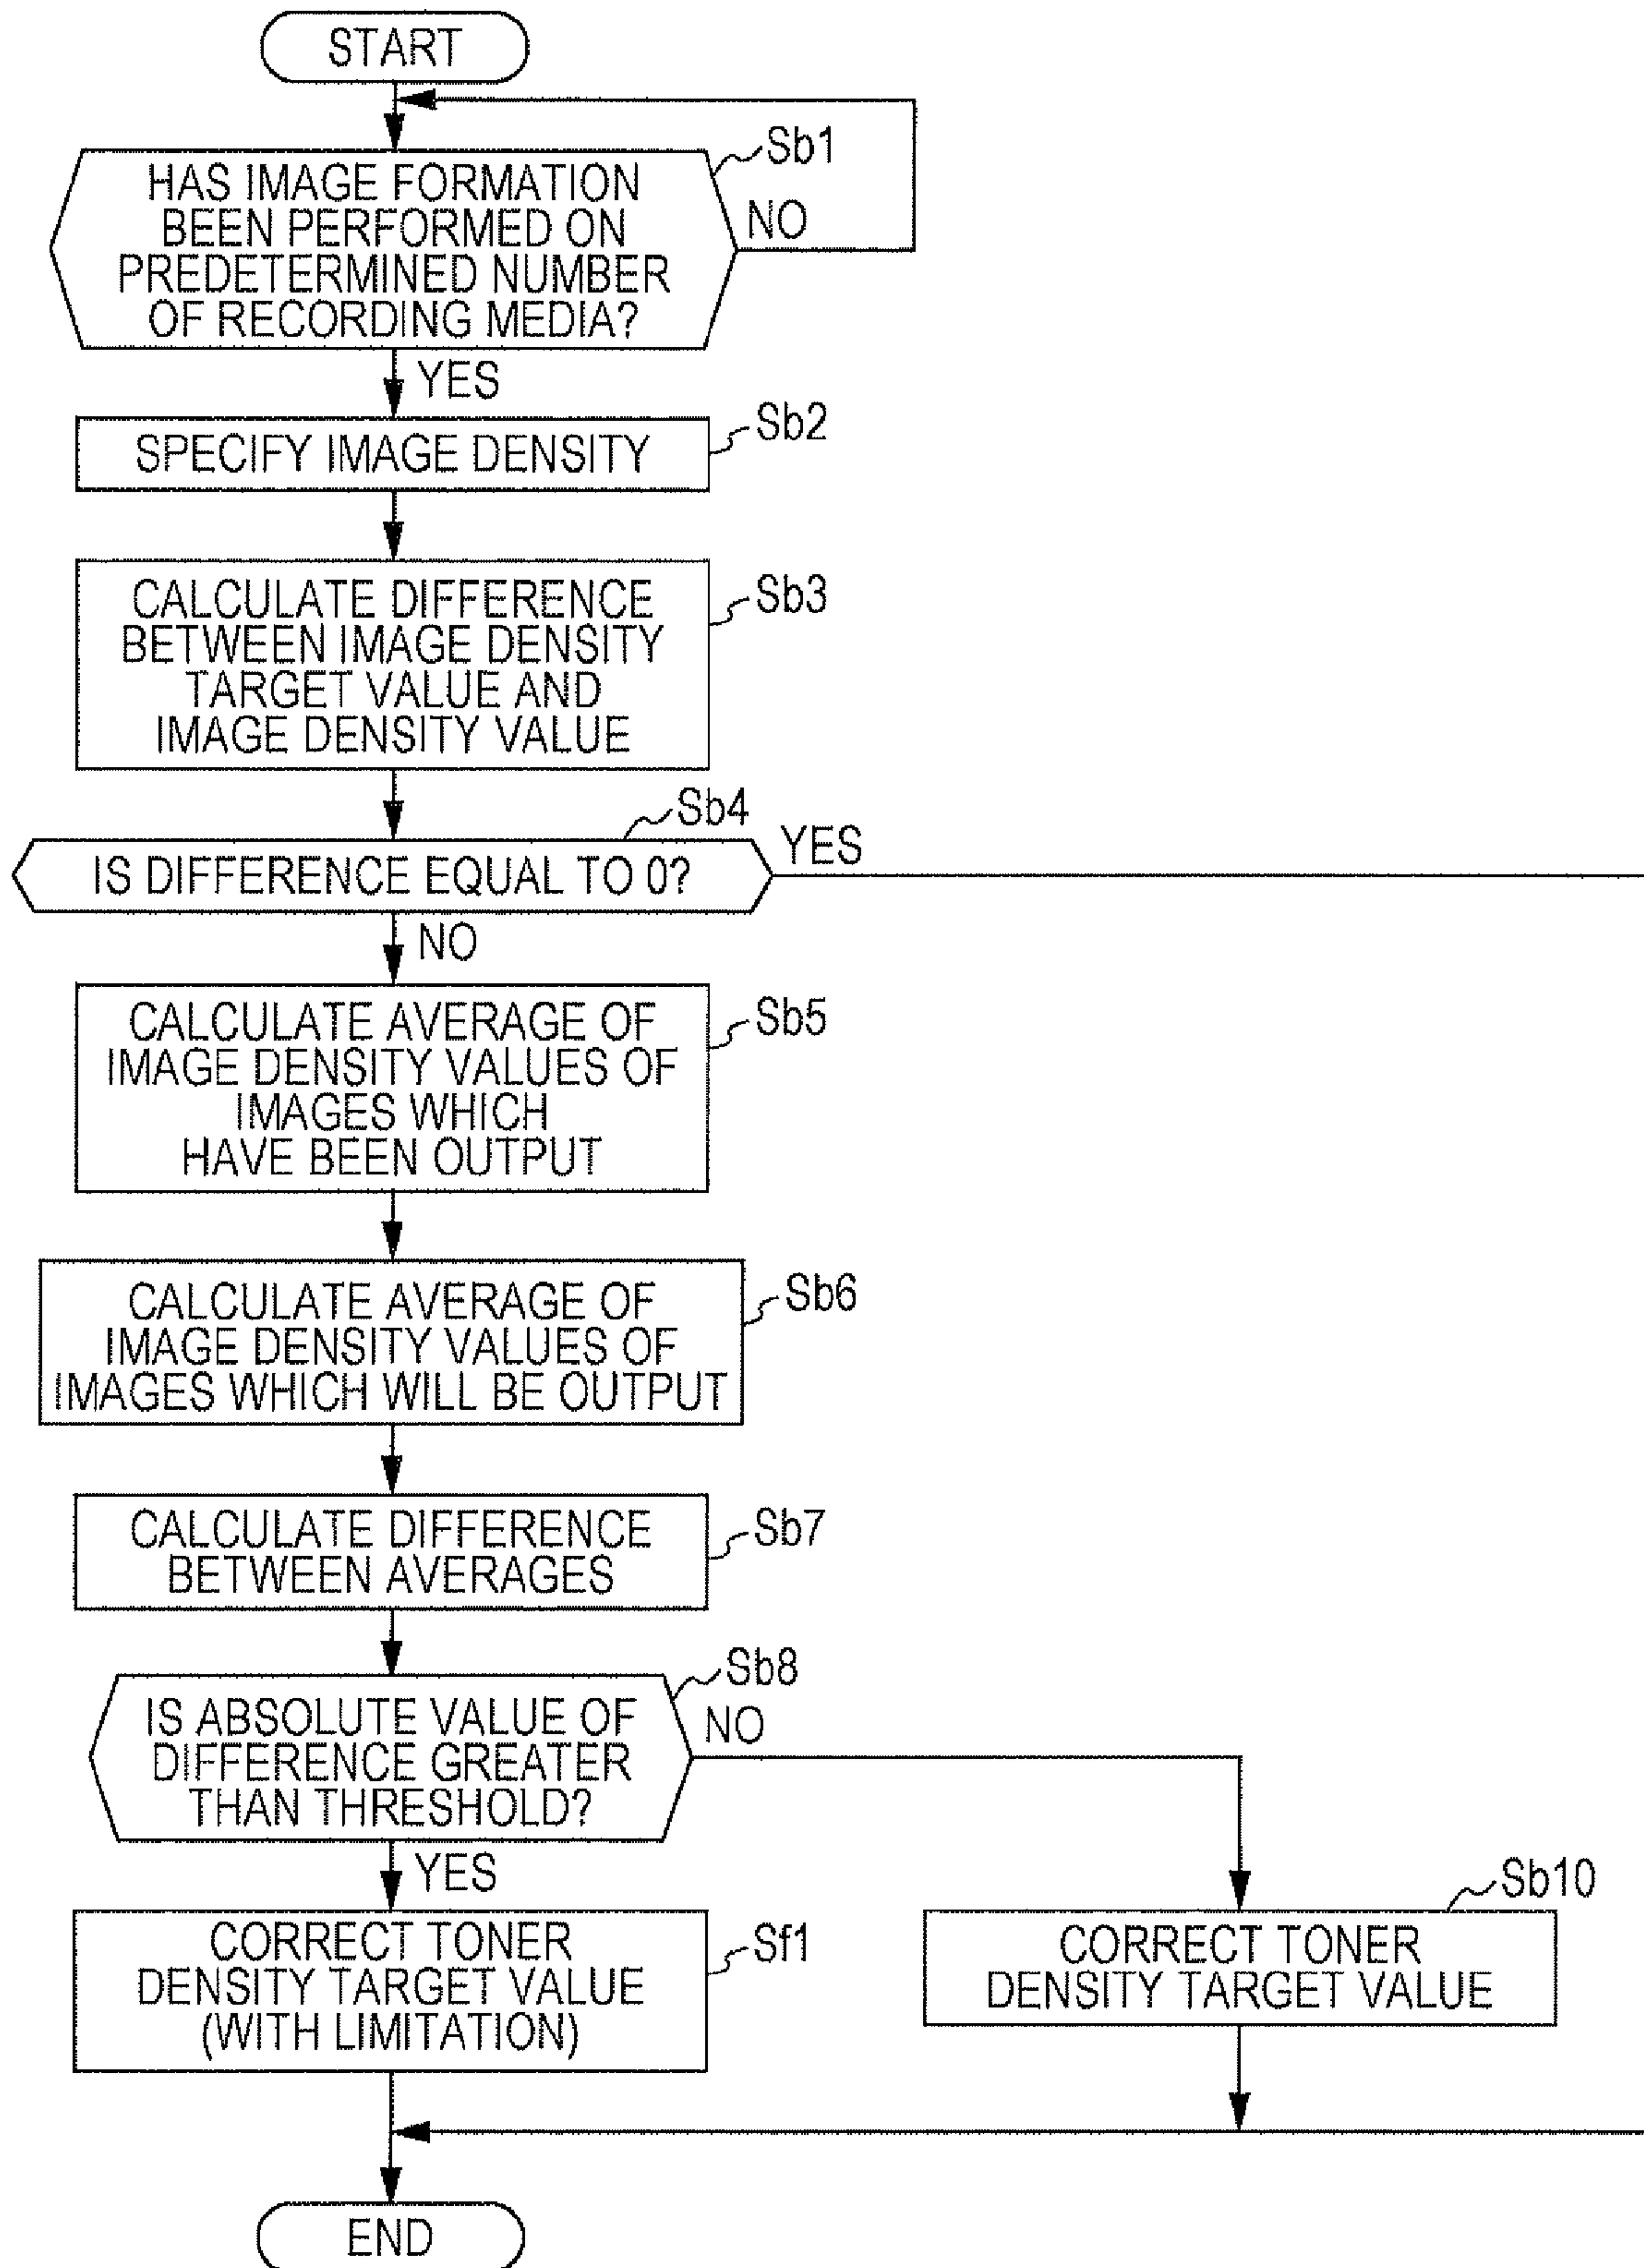 START
Sb1
HAS IMAGE FORMATION
BEEN PERFORMED ON
PREDETERMINED NUMBER
OF RECORDING MEDIA?
NO
YES
Sb2
SPECIFY IMAGE DENSITY
Sb3
CALCULATE DIFFERENCE
BETWEEN IMAGE DENSITY
TARGET VALUE AND
IMAGE DENSITY VALUE
Sb4
IS DIFFERENCE EQUAL TO 0?
YES
NO
Sb5
CALCULATE AVERAGE OF
IMAGE DENSITY VALUES OF
IMAGES WHICH
HAVE BEEN OUTPUT
Sb6
CALCULATE AVERAGE OF
IMAGE DENSITY VALUES OF
IMAGES WHICH WILL BE OUTPUT
Sb7
CALCULATE DIFFERENCE
BETWEEN AVERAGES
Sb8
IS ABSOLUTE VALUE OF
DIFFERENCE GREATER
THAN THRESHOLD?
NO
YES
Sf1
CORRECT TONER
DENSITY TARGET VALUE
(WITH LIMITATION)
Sb10
CORRECT TONER
DENSITY TARGET VALUE
END